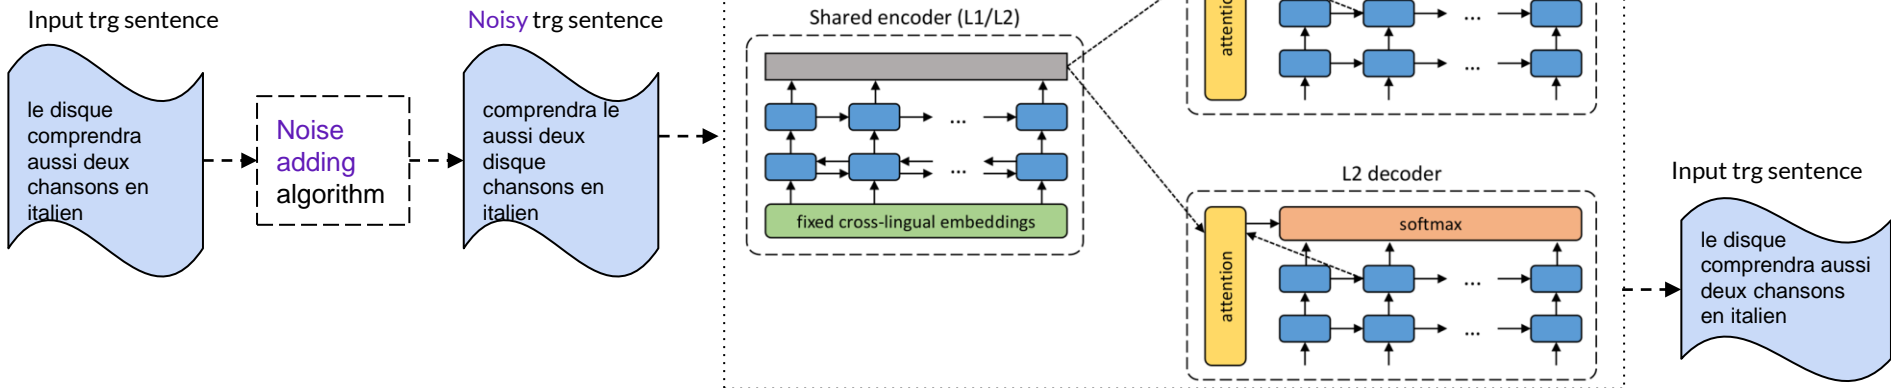 Input trg sentence
le disque
comprendra
aussi deux
chansons en
italien
Noise
adding
algorithm
Noisy trg sentence
comprendra le
aussi deux
disque
chansons en
italien
Shared encoder (L1/L2)
...
...
fixed cross-lingual embeddings
...
...
L2 decoder
attention
softmax
...
...
Input trg sentence
le disque
comprendra aussi
deux chansons
en italien